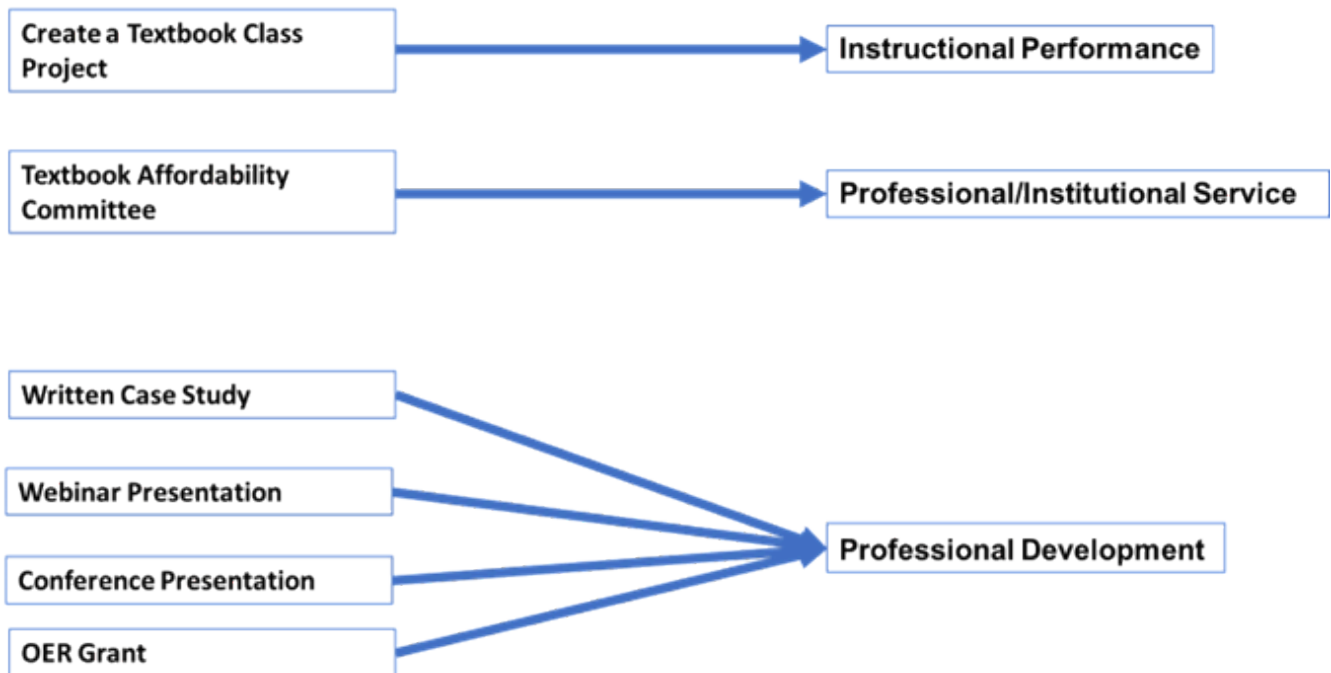 Create a Textbook Class
Project
Instructional Performance
Textbook Affordability
Committee
Professional/Institutional Service
Written Case Study
Webinar Presentation
Conference Presentation
OER Grant
Professional Development